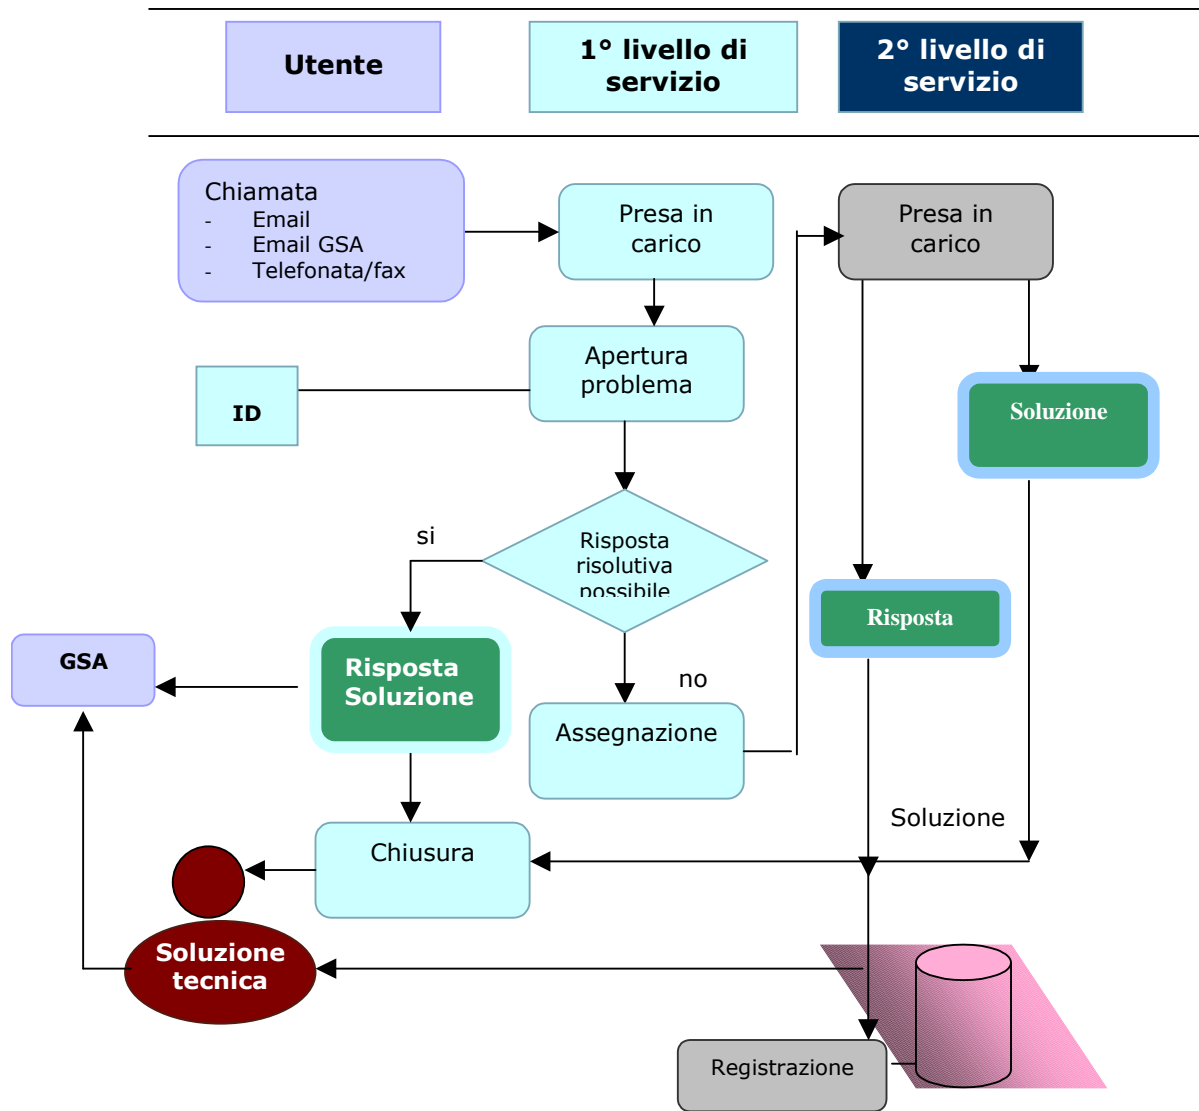 Utente
1° livello di
servizio
2° livello di
servizio
Chiamata
- Email
- Email GSA
- Telefonata/fax
Presa in
carico
Presa in
carico
Apertura
problema
ID
Soluzione
si
Risposta
risolutiva
possibile
Risposta
GSA
Risposta
Soluzione
no
Assegnazione
Soluzione
Chiusura
Soluzione
tecnica
Registrazione